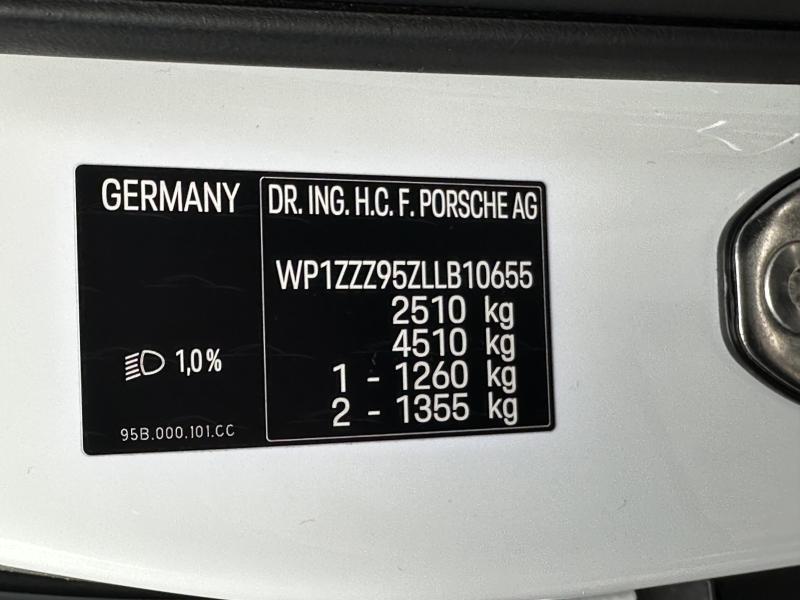 GERMANY
1,0%
95B.000.101.CC
DR. ING. H.C. F. PORSCHE AG
WP1ZZZ95ZLLB10655
2510 kg
4510 kg
1 - 1260 kg
2 - 1355 kg